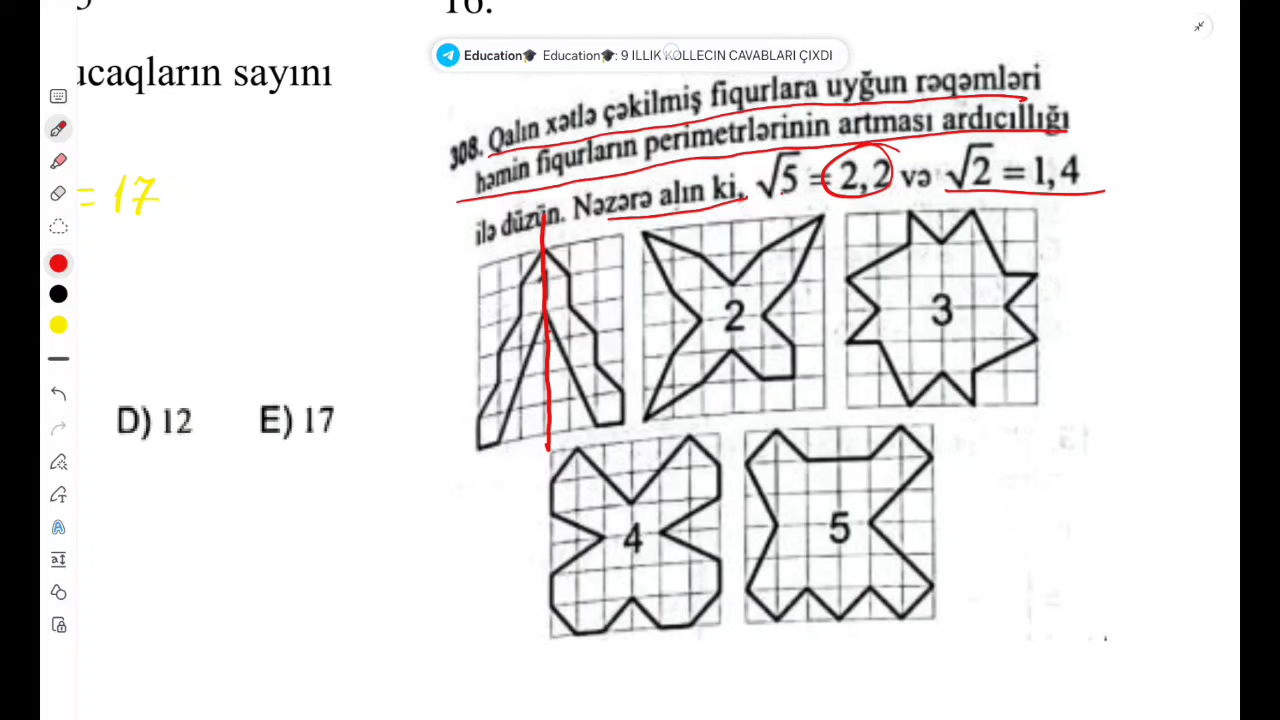 16.
ucaqların sayını
Education🎓 Education🎓: 9 ILLIK KOLLECIN CAVABLARI ÇIXDI
308. Qalın xətlə çəkilmiş fiqurlara uyğun rəqəmləri
həmin fiqurların perimetrlərinin artması ardıcıllığı
ilə düzün. Nəzərə alın ki, √5 = 2,2 və √2 = 1,4
= 17
2
3
D) 12 E) 17
4
5